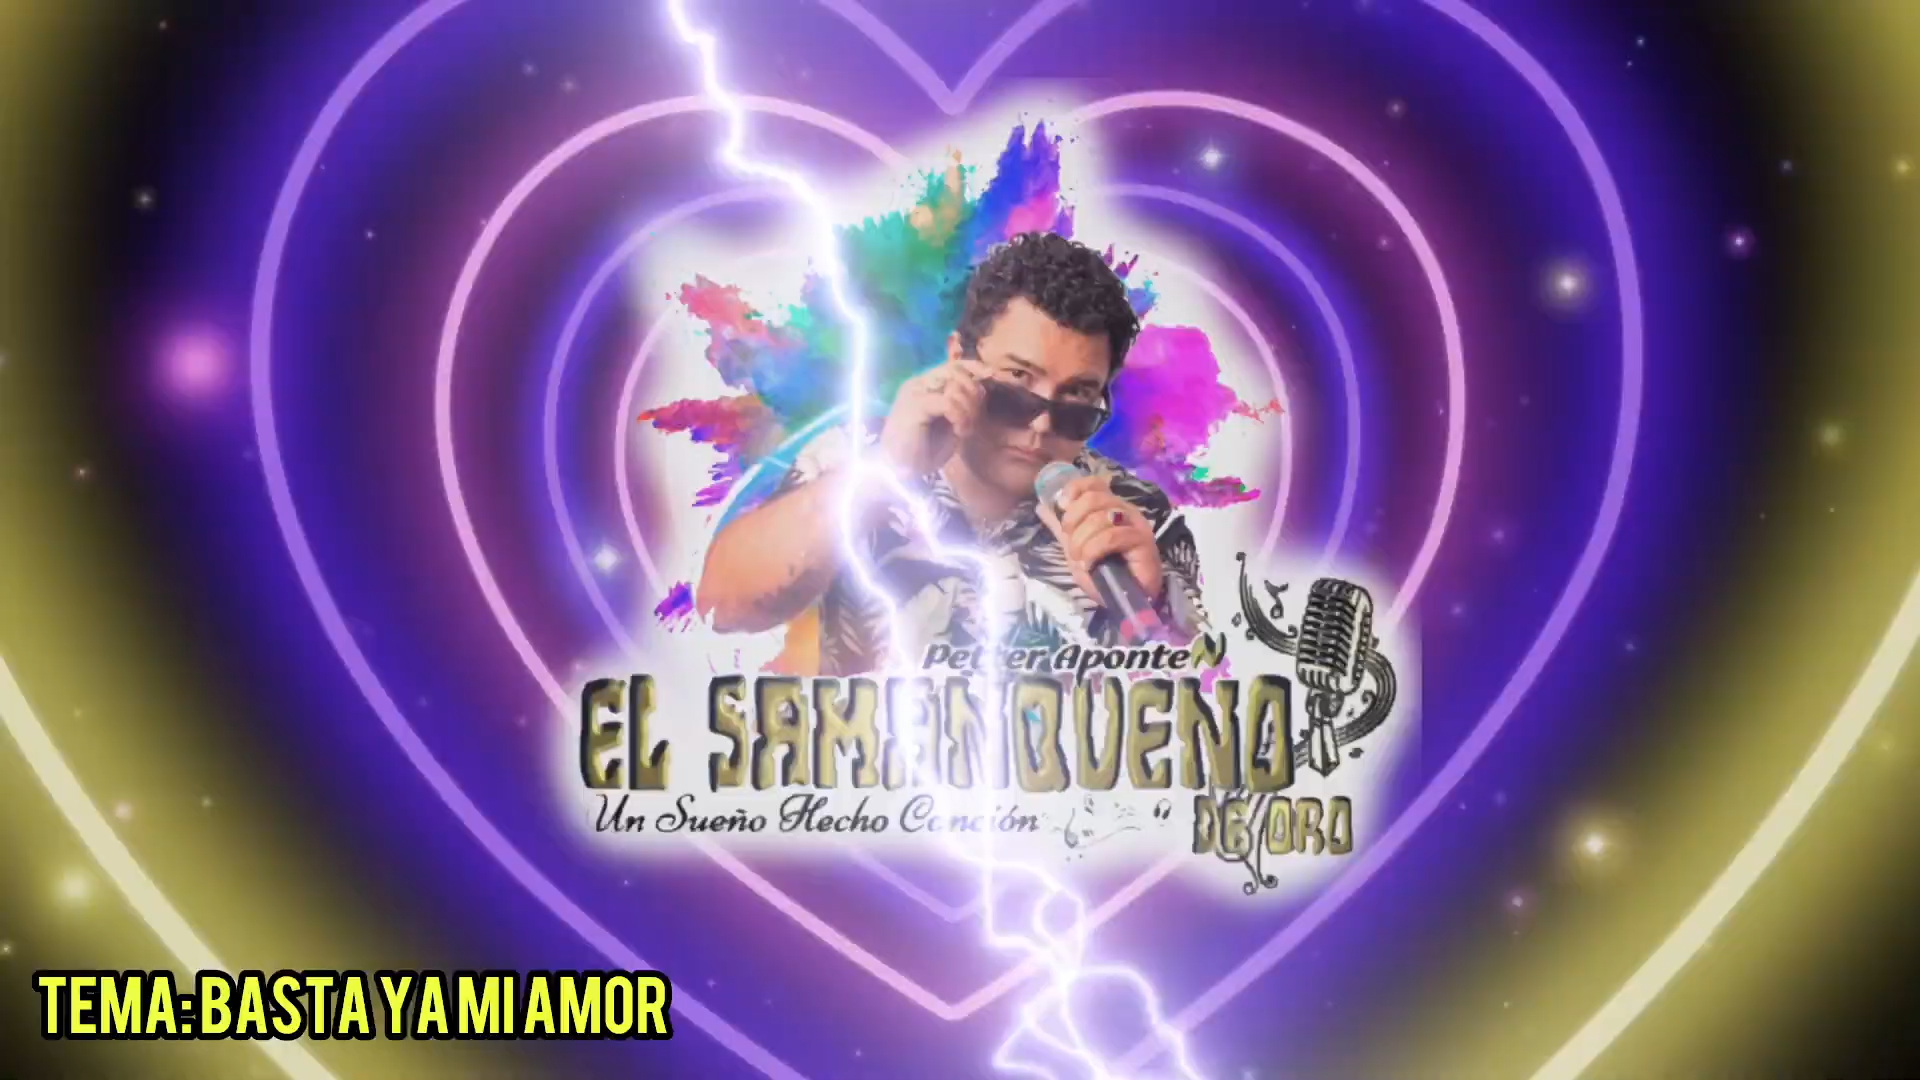 Petter Aponte N
EL SAMANQUEÑO
DE ORO
Un Sueño Hecho Canción
TEMA: BASTA YA MI AMOR